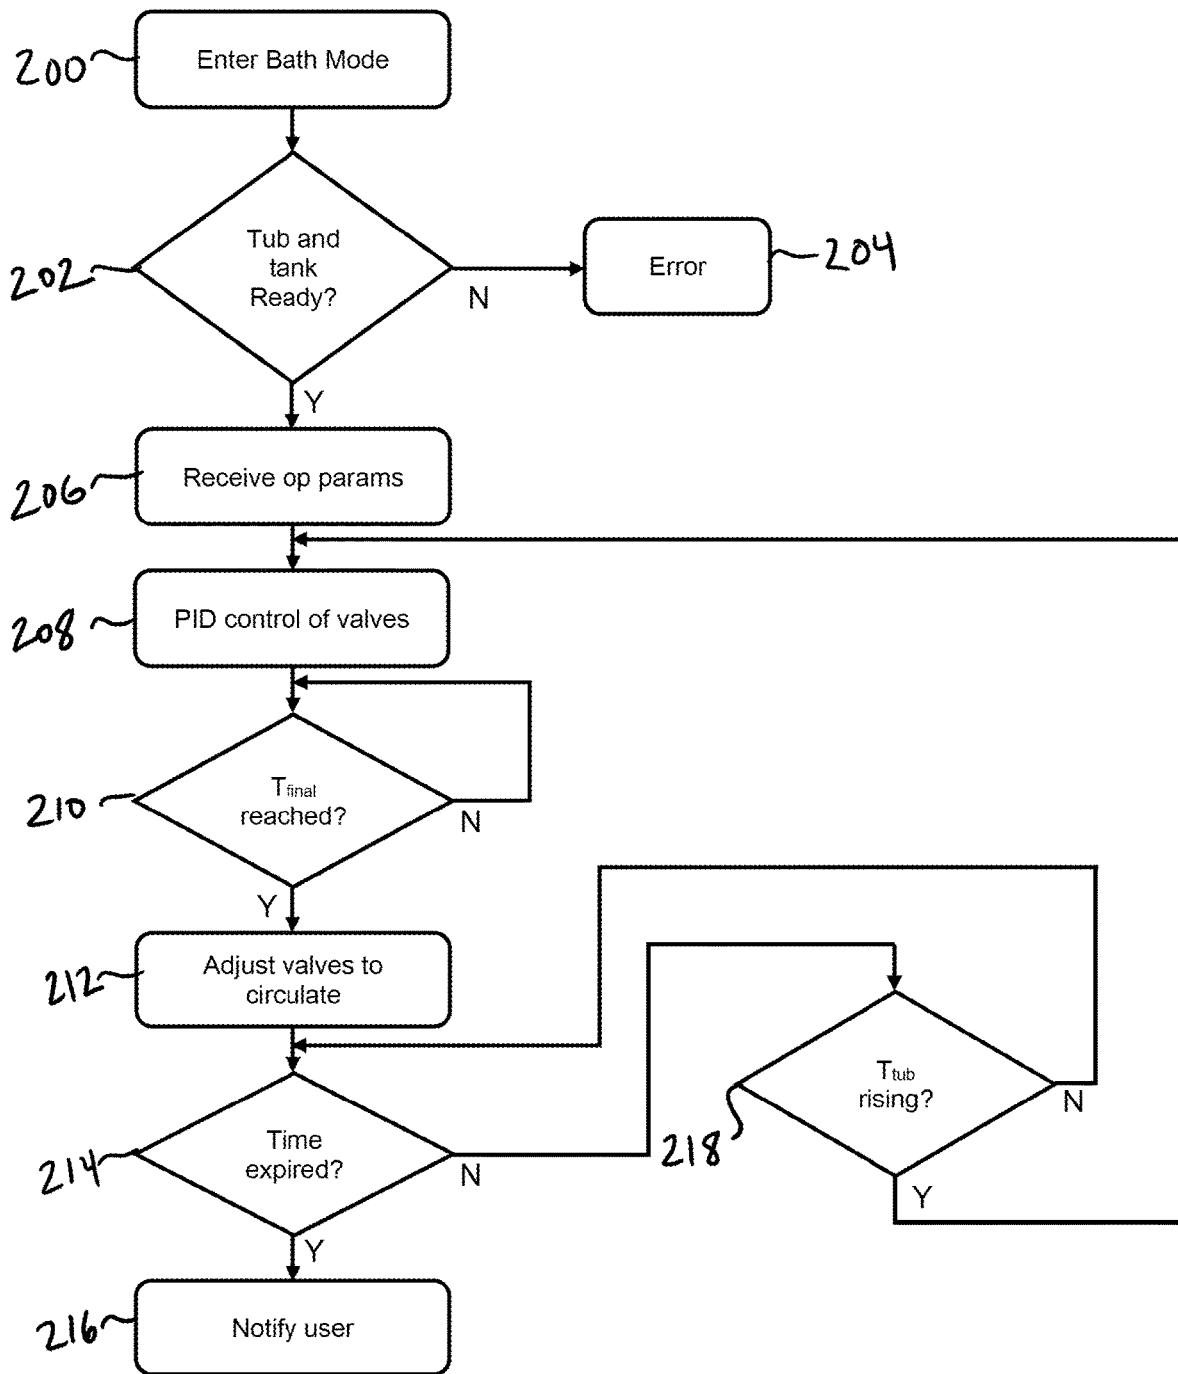 200
Enter Bath Mode
202
Tub and
tank
Ready?
N
Error
204
Y
206
Receive op params
208
PID control of valves
210
Tfinal
reached?
N
Y
212
Adjust valves to
circulate
214
Time
expired?
N
218
Ttub
rising?
N
Y
Y
216
Notify user